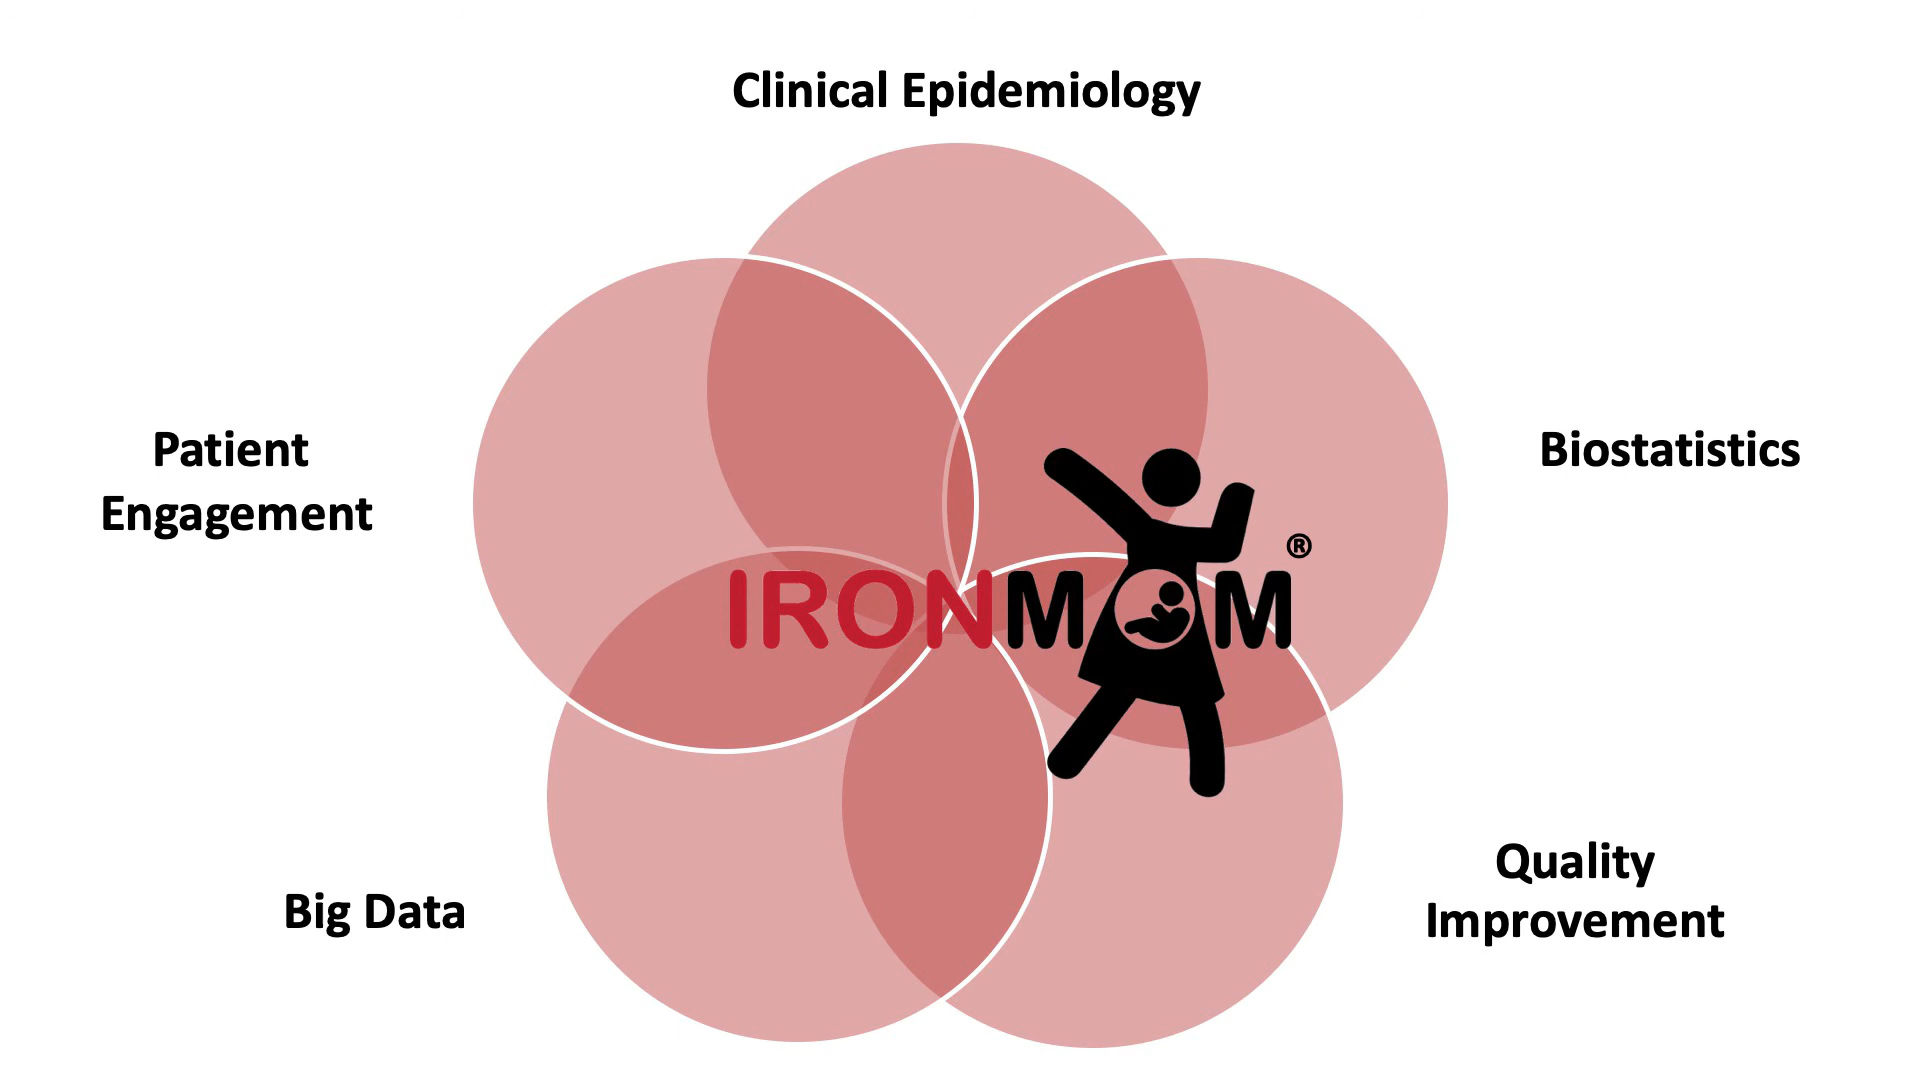 Clinical Epidemiology
Patient
Engagement
Biostatistics
IRONMOM®
Big Data
Quality
Improvement